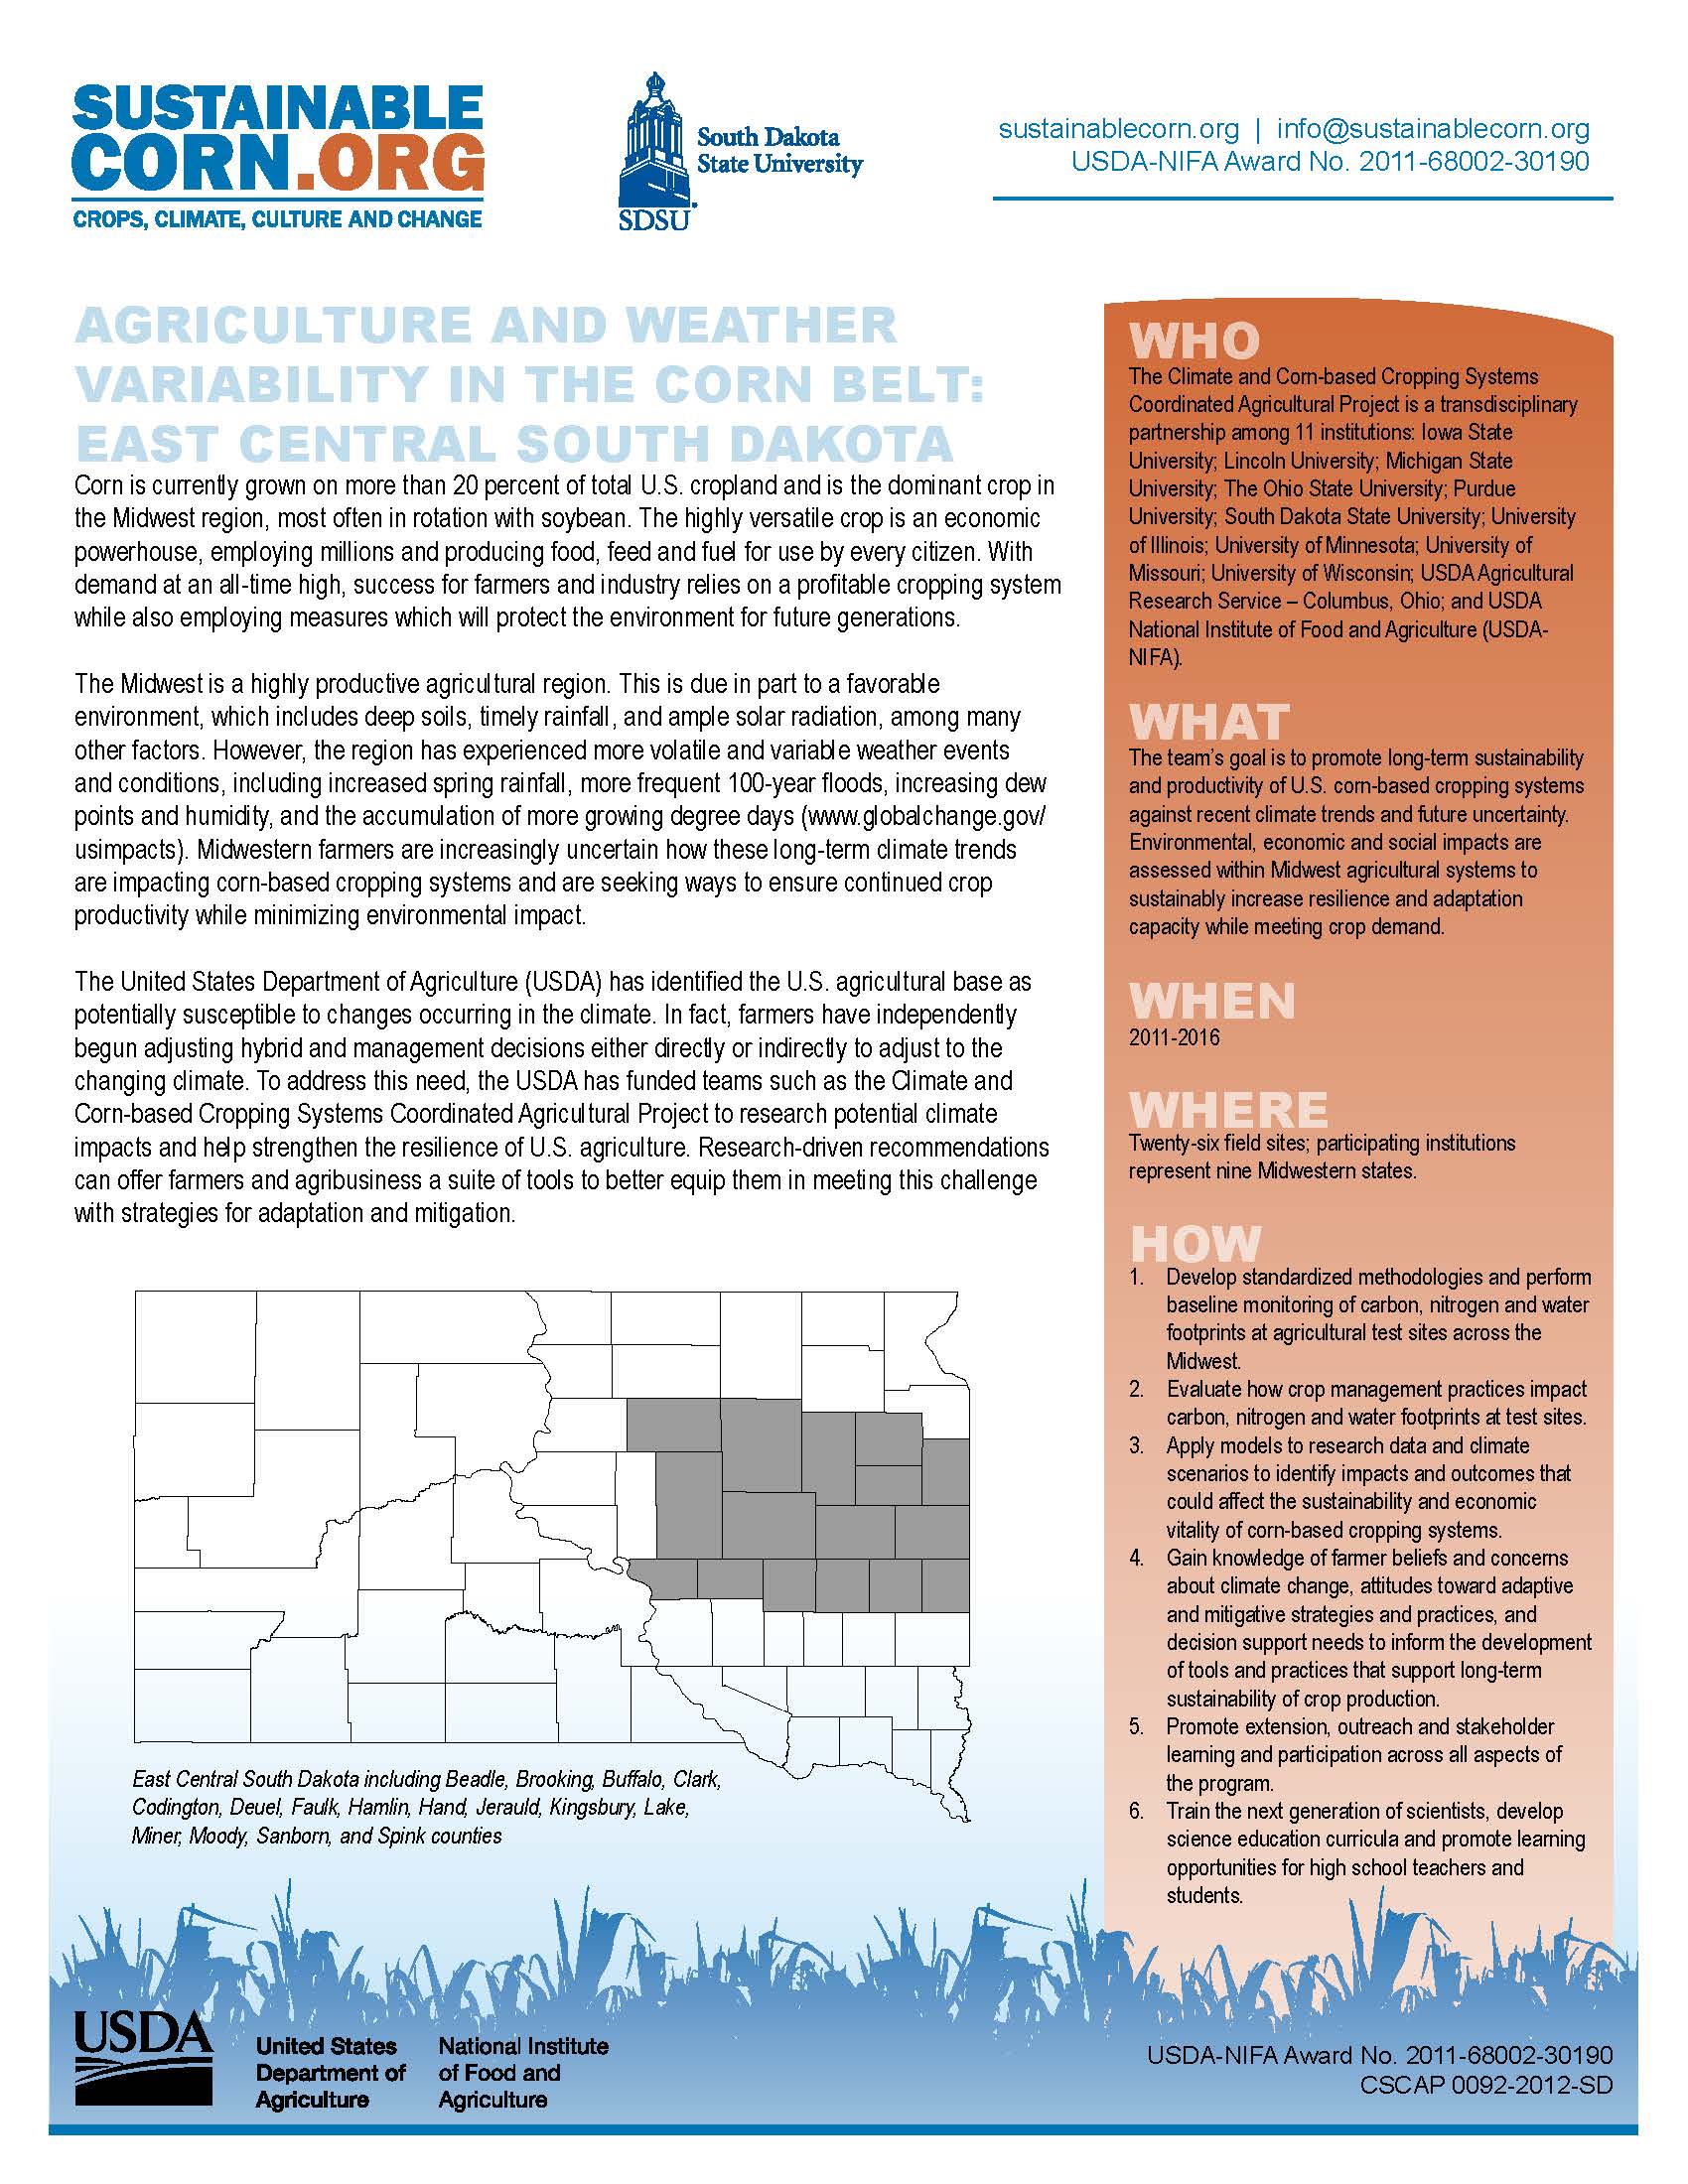 SUSTAINABLE
CORN.ORG
CROPS, CLIMATE, CULTURE AND CHANGE
South Dakota
State University
SDSU
sustainablecorn.org | info@sustainablecorn.org
USDA-NIFA Award No. 2011-68002-30190
AGRICULTURE AND WEATHER
VARIABILITY IN THE CORN BELT:
EAST CENTRAL SOUTH DAKOTA
Corn is currently grown on more than 20 percent of total U.S. cropland and is the dominant crop in
the Midwest region, most often in rotation with soybean. The highly versatile crop is an economic
powerhouse, employing millions and producing food, feed and fuel for use by every citizen. With
demand at an all-time high, success for farmers and industry relies on a profitable cropping system
while also employing measures which will protect the environment for future generations.
The Midwest is a highly productive agricultural region. This is due in part to a favorable
environment, which includes deep soils, timely rainfall, and ample solar radiation, among many
other factors. However, the region has experienced more volatile and variable weather events
and conditions, including increased spring rainfall, more frequent 100-year floods, increasing dew
points and humidity, and the accumulation of more growing degree days (www.globalchange.gov/
usimpacts). Midwestern farmers are increasingly uncertain how these long-term climate trends
are impacting corn-based cropping systems and are seeking ways to ensure continued crop
productivity while minimizing environmental impact.
The United States Department of Agriculture (USDA) has identified the U.S. agricultural base as
potentially susceptible to changes occurring in the climate. In fact, farmers have independently
begun adjusting hybrid and management decisions either directly or indirectly to adjust to the
changing climate. To address this need, the USDA has funded teams such as the Climate and
Corn-based Cropping Systems Coordinated Agricultural Project to research potential climate
impacts and help strengthen the resilience of U.S. agriculture. Research-driven recommendations
can offer farmers and agribusiness a suite of tools to better equip them in meeting this challenge
with strategies for adaptation and mitigation.
East Central South Dakota including Beadle, Brooking, Buffalo, Clark,
Codington, Deuel, Faulk, Hamlin, Hand, Jerauld, Kingsbury, Lake,
Miner, Moody, Sanborn, and Spink counties
WHO
The Climate and Corn-based Cropping Systems
Coordinated Agricultural Project is a transdisciplinary
partnership among 11 institutions: Iowa State
University; Lincoln University; Michigan State
University; The Ohio State University; Purdue
University; South Dakota State University; University
of Illinois; University of Minnesota; University of
Missouri; University of Wisconsin; USDA Agricultural
Research Service – Columbus, Ohio; and USDA
National Institute of Food and Agriculture (USDA-
NIFA).
WHAT
The team's goal is to promote long-term sustainability
and productivity of U.S. corn-based cropping systems
against recent climate trends and future uncertainty.
Environmental, economic and social impacts are
assessed within Midwest agricultural systems to
sustainably increase resilience and adaptation
capacity while meeting crop demand.
WHEN
2011-2016
WHERE
Twenty-six field sites; participating institutions
represent nine Midwestern states.
HOW
1. Develop standardized methodologies and perform
baseline monitoring of carbon, nitrogen and water
footprints at agricultural test sites across the
Midwest.
2. Evaluate how crop management practices impact
carbon, nitrogen and water footprints at test sites.
3. Apply models to research data and climate
scenarios to identify impacts and outcomes that
could affect the sustainability and economic
vitality of corn-based cropping systems.
4. Gain knowledge of farmer beliefs and concerns
about climate change, attitudes toward adaptive
and mitigative strategies and practices, and
decision support needs to inform the development
of tools and practices that support long-term
sustainability of crop production.
5. Promote extension, outreach and stakeholder
learning and participation across all aspects of
the program.
6. Train the next generation of scientists, develop
science education curricula and promote learning
opportunities for high school teachers and
students.
USDA
United States
Department of
Agriculture
National Institute
of Food and
Agriculture
USDA-NIFA Award No. 2011-68002-30190
CSCAP 0092-2012-SD